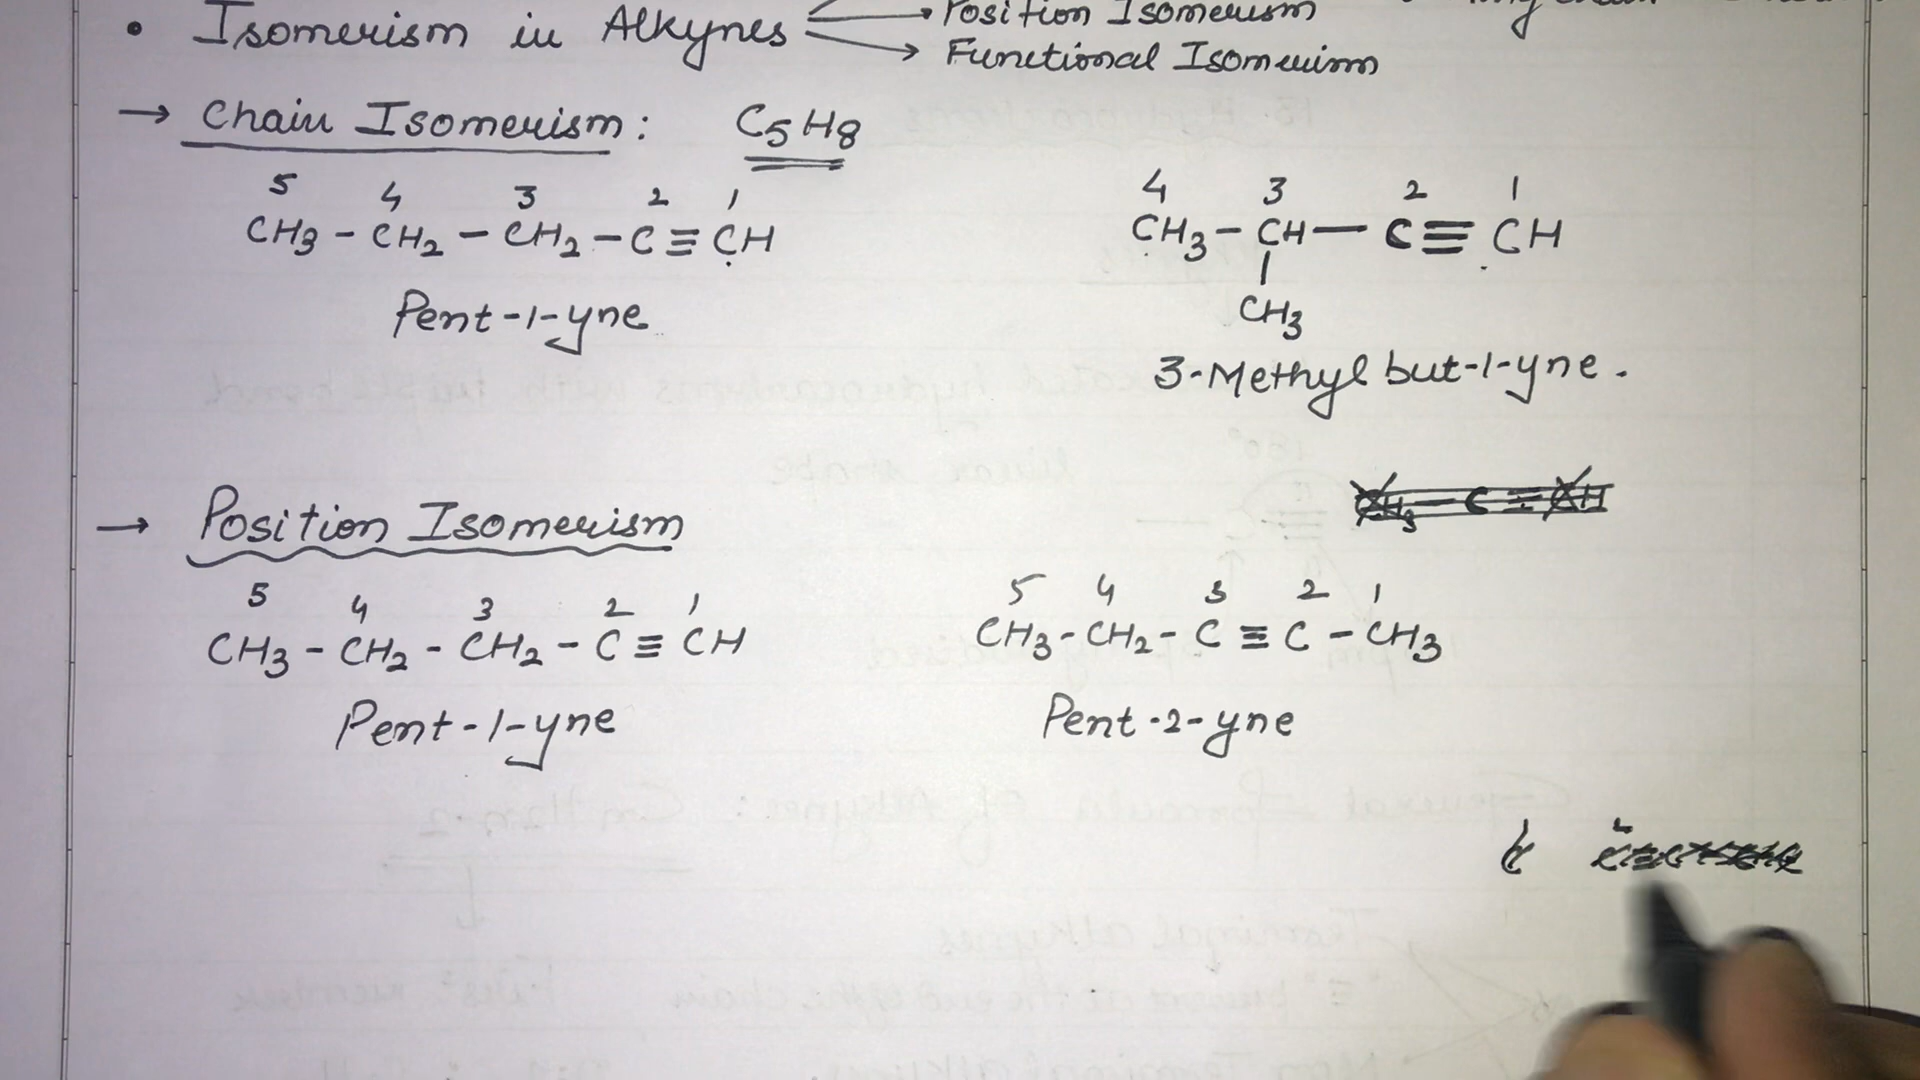 → Position Isomerism
• Isomerism in Alkynes → Functional Isomerism
→ Chain Isomerism: C5H8
5 4 3 2 1
CH3 - CH2 - CH2 - C ≡ CH
Pent-1-yne
4 3 2 1
CH3 - CH - C ≡ CH
|
CH3
3-Methyl but-1-yne.
→ Position Isomerism
5 4 3 2 1
CH3 - CH2 - CH2 - C ≡ CH
Pent-1-yne
5 4 3 2 1
CH3 - CH2 - C ≡ C - CH3
Pent-2-yne